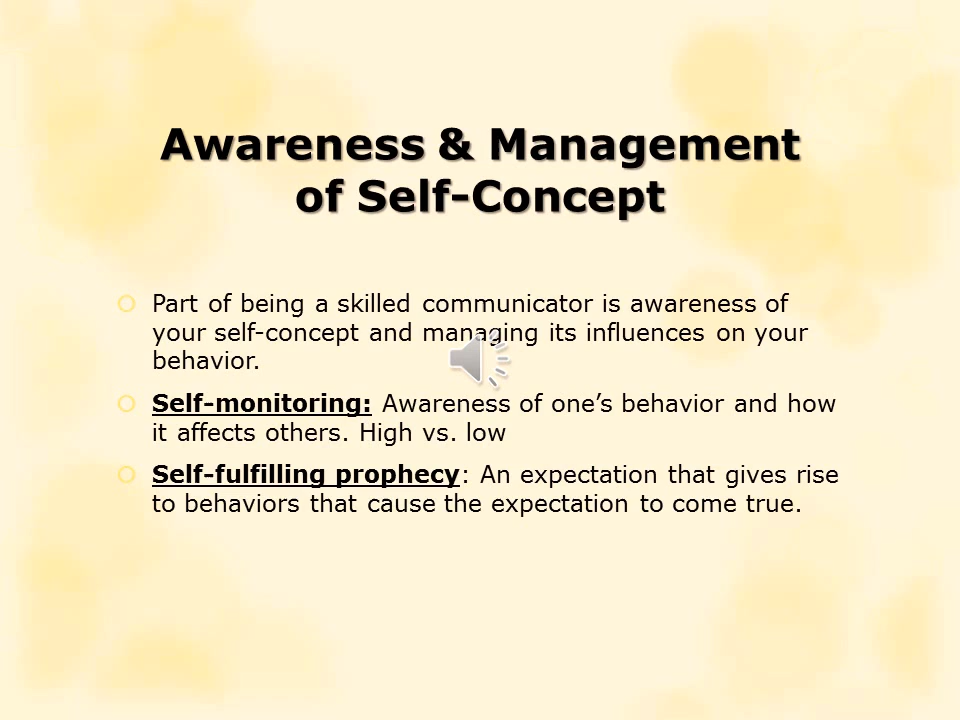 Awareness & Management
of Self-Concept
Part of being a skilled communicator is awareness of
your self-concept and managing its influences on your
behavior.
Self-monitoring: Awareness of one’s behavior and how
it affects others. High vs. low
Self-fulfilling prophecy: An expectation that gives rise
to behaviors that cause the expectation to come true.